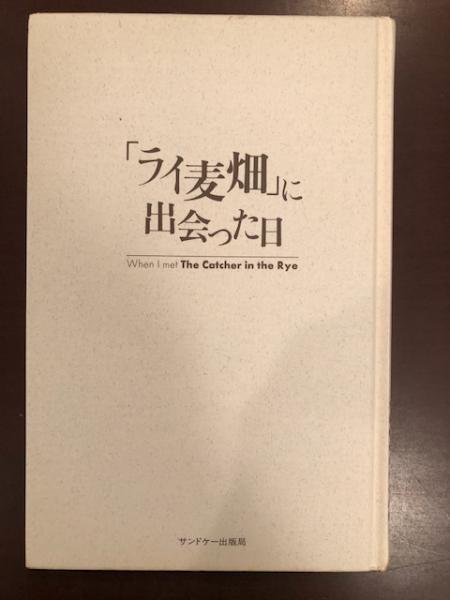 「ライ麦畑」に
出会った日
When I met The Catcher in the Rye
サンドケー出版局